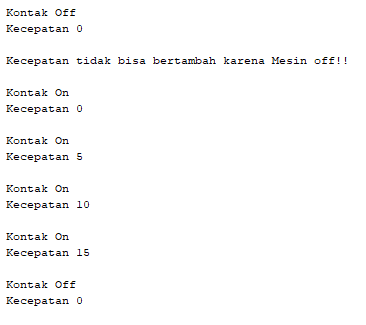 Kontak Off
Kecepatan 0
Kecepatan tidak bisa bertambah karena Mesin off!!
Kontak On
Kecepatan 0
Kontak On
Kecepatan 5
Kontak On
Kecepatan 10
Kontak On
Kecepatan 15
Kontak Off
Kecepatan 0